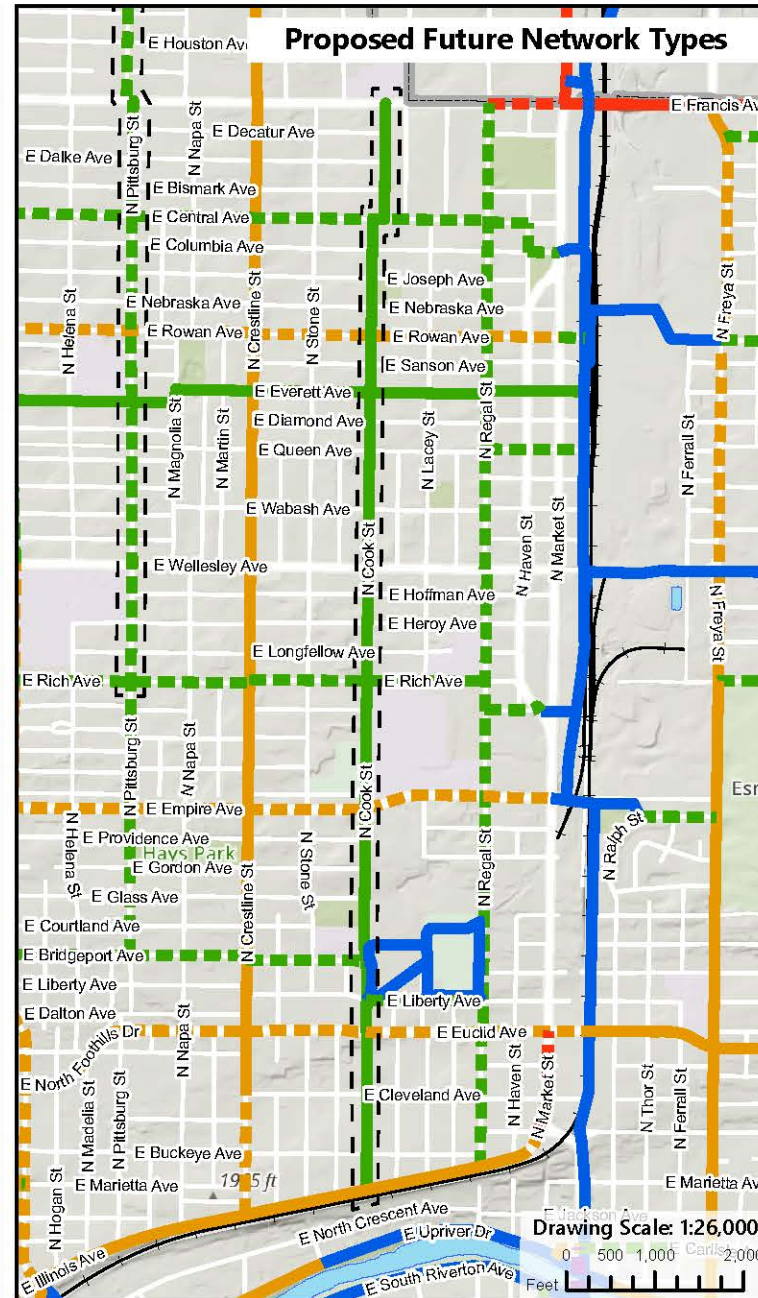 Proposed Future Network Types
E Houston Av
E Francis Av
E Decatur Ave
N Napa St
N Pittsburg St
E Dalke Ave
E Bismark Ave
E Central Ave
E Columbia Ave
N Freya St
E Joseph Ave
E Nebraska Ave
E Nebraska Ave
N Helena St
N Crestline St
N Stone St
E Rowan Ave
E Rowan Ave
E Sanson Ave
N Regal St
E Everett Ave
N Magnolia St
N Martin St
E Diamond Ave
N Lacey St
E Queen Ave
N Ferrall St
E Wabash Ave
N Haven St
N Market St
N Cook St
E Wellesley Ave
E Hoffman Ave
N Freya St
E Heroy Ave
E Longfellow Ave
E Rich Ave
E Rich Ave
N Pittsburg St
N Napa St
N Cook St
Esm
E Empire Ave
N Helena St
E Providence Ave
N Ralph St
Hays Park
E Gordon Ave
N Stone St
N Regal St
E Glass Ave
N Crestline St
E Courtland Ave
E Bridgeport Ave
E Liberty Ave
E Liberty Ave
E Dalton Ave
E Euclid Ave
N Napa St
E North Foothills Dr
N Haven St
N Market St
E Cleveland Ave
N Thor St
N Ferrall St
N Madelia St
N Pittsburg St
E Buckeye Ave
E Marietta Ave
E Marietta Av
N Hogan St
E North Crescent Ave
E Jackson Ave
Drawing Scale: 1:26,000
E Upriver Dr
E Illinois Ave
E South Riverton Ave
0 500 1,000 2,000
Feet